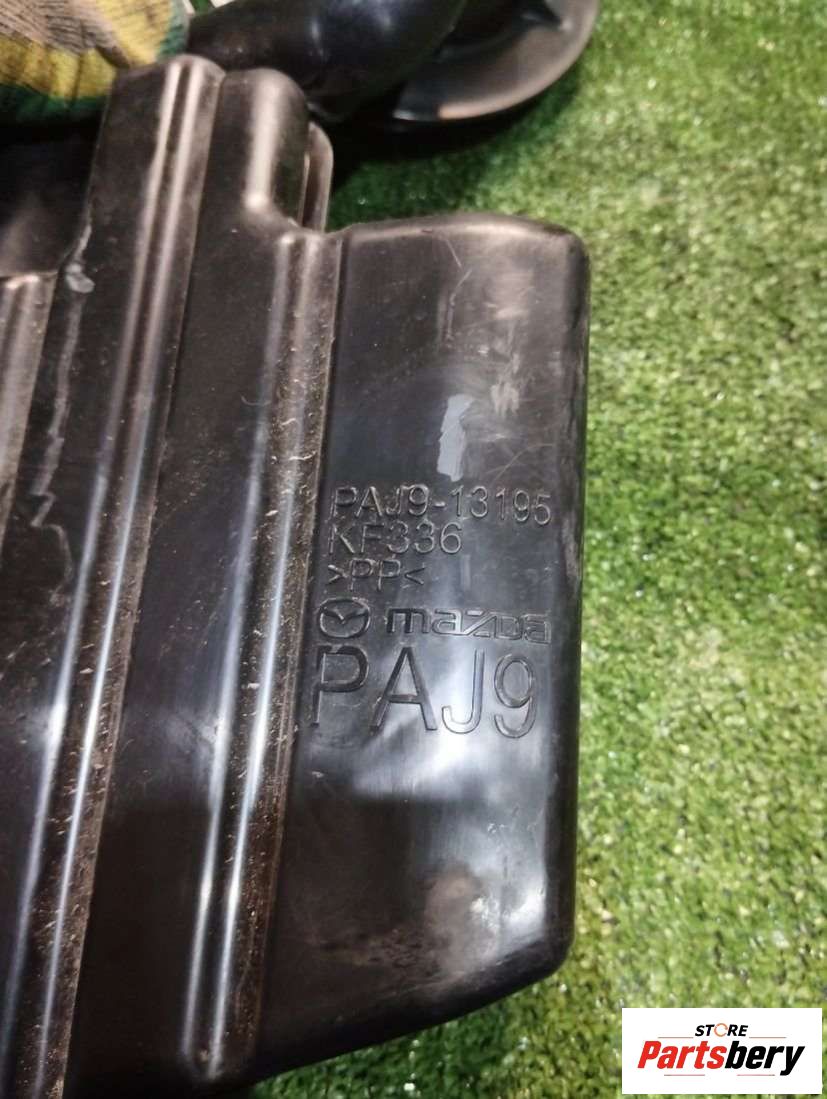 PAJ9-13195
KF336
>PP<
mazda
PAJ9
STORE
Partsbery